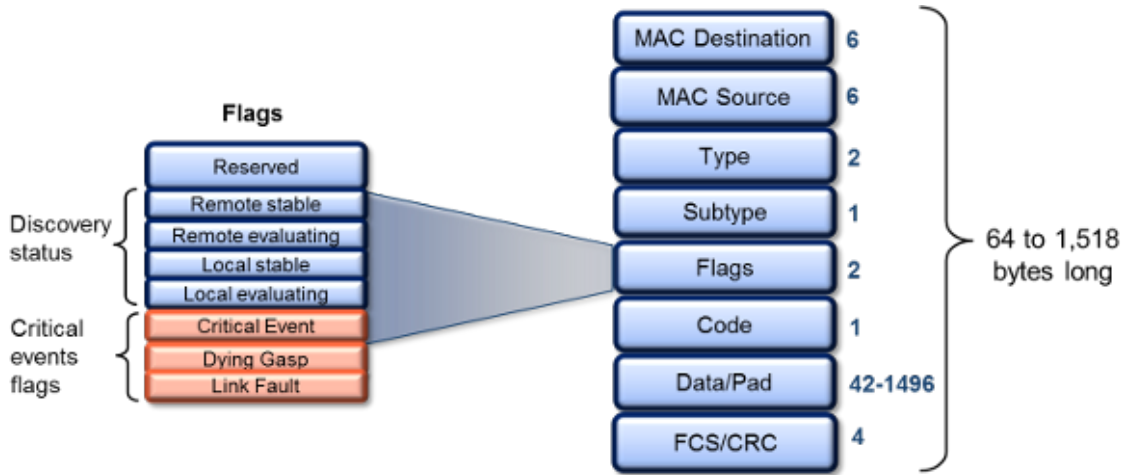 Flags
Reserved
Remote stable
Remote evaluating
Local stable
Local evaluating
Critical Event
Dying Gasp
Link Fault
Discovery
status
Critical
events
flags
MAC Destination 6
MAC Source 6
Type 2
Subtype 1
Flags 2
Code 1
Data/Pad 42-1496
FCS/CRC 4
64 to 1,518
bytes long